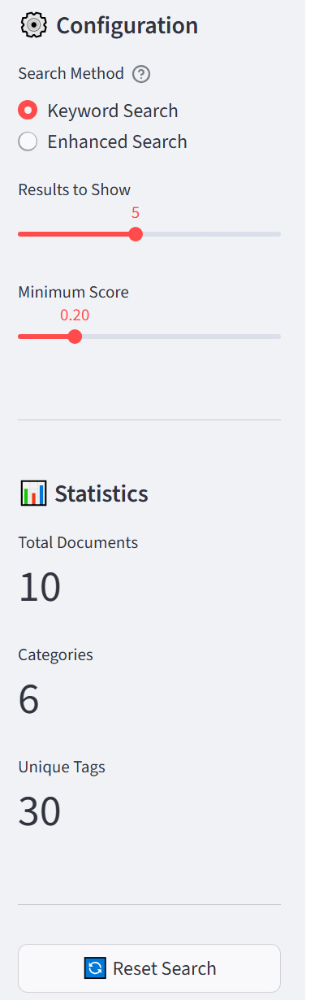 Configuration
Search Method
Keyword Search
Enhanced Search
Results to Show
5
Minimum Score
0.20
Statistics
Total Documents
10
Categories
6
Unique Tags
30
Reset Search